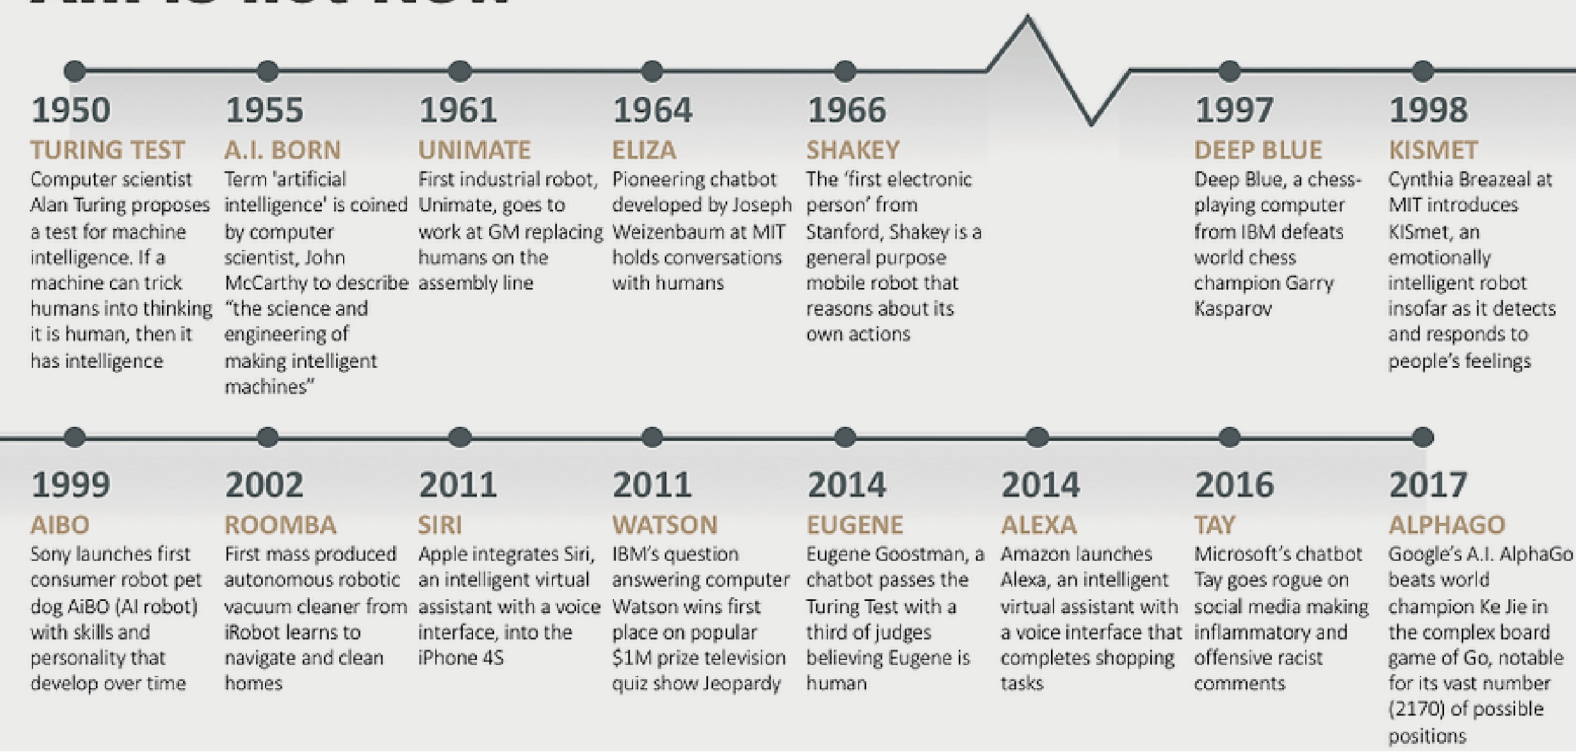 1950
TURING TEST
Computer scientist
Alan Turing proposes
a test for machine
intelligence. If a
machine can trick
humans into thinking
it is human, then it
has intelligence
1955
A.I. BORN
Term 'artificial
intelligence' is coined
by computer
scientist, John
McCarthy to describe
“the science and
engineering of
making intelligent
machines”
1961
UNIMATE
First industrial robot,
Unimate, goes to
work at GM replacing
humans on the
assembly line
1964
ELIZA
Pioneering chatbot
developed by Joseph
Weizenbaum at MIT
holds conversations
with humans
1966
SHAKEY
The ‘first electronic
person’ from
Stanford, Shakey is a
general purpose
mobile robot that
reasons about its
own actions
1997
DEEP BLUE
Deep Blue, a chess-
playing computer
from IBM defeats
world chess
champion Garry
Kasparov
1998
KISMET
Cynthia Breazeal at
MIT introduces
KISmet, an
emotionally
intelligent robot
insofar as it detects
and responds to
people’s feelings
1999
AIBO
Sony launches first
consumer robot pet
dog AiBO (AI robot)
with skills and
personality that
develop over time
2002
ROOMBA
First mass produced
autonomous robotic
vacuum cleaner from
iRobot learns to
navigate and clean
homes
2011
SIRI
Apple integrates Siri,
an intelligent virtual
assistant with a voice
interface, into the
iPhone 4S
2011
WATSON
IBM’s question
answering computer
Watson wins first
place on popular
$1M prize television
quiz show Jeopardy
2014
EUGENE
Eugene Goostman, a
chatbot passes the
Turing Test with a
third of judges
believing Eugene is
human
2014
ALEXA
Amazon launches
Alexa, an intelligent
virtual assistant with
a voice interface that
completes shopping
tasks
2016
TAY
Microsoft’s chatbot
Tay goes rogue on
social media making
inflammatory and
offensive racist
comments
2017
ALPHAGO
Google’s A.I. AlphaGo
beats world
champion Ke Jie in
the complex board
game of Go, notable
for its vast number
(2170) of possible
positions